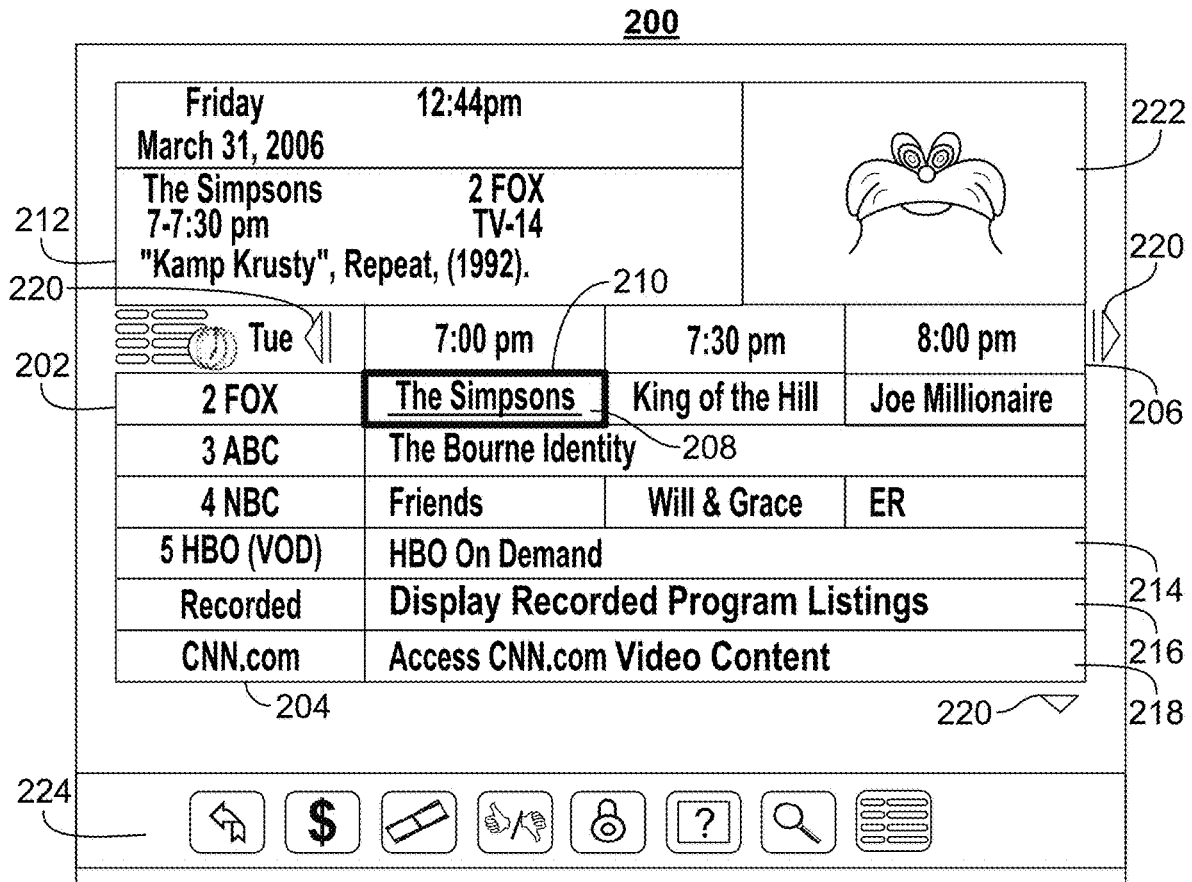 200
Friday 12:44pm
March 31, 2006
222
The Simpsons 2 FOX
7-7:30 pm TV-14
212
"Kamp Krusty", Repeat, (1992).
220
220
210
Tue 7:00 pm 7:30 pm 8:00 pm
202
2 FOX The Simpsons King of the Hill Joe Millionaire
206
3 ABC The Bourne Identity
208
4 NBC Friends Will & Grace ER
5 HBO (VOD) HBO On Demand
214
Recorded Display Recorded Program Listings
216
CNN.com Access CNN.com Video Content
204
220
218
224
$ ?